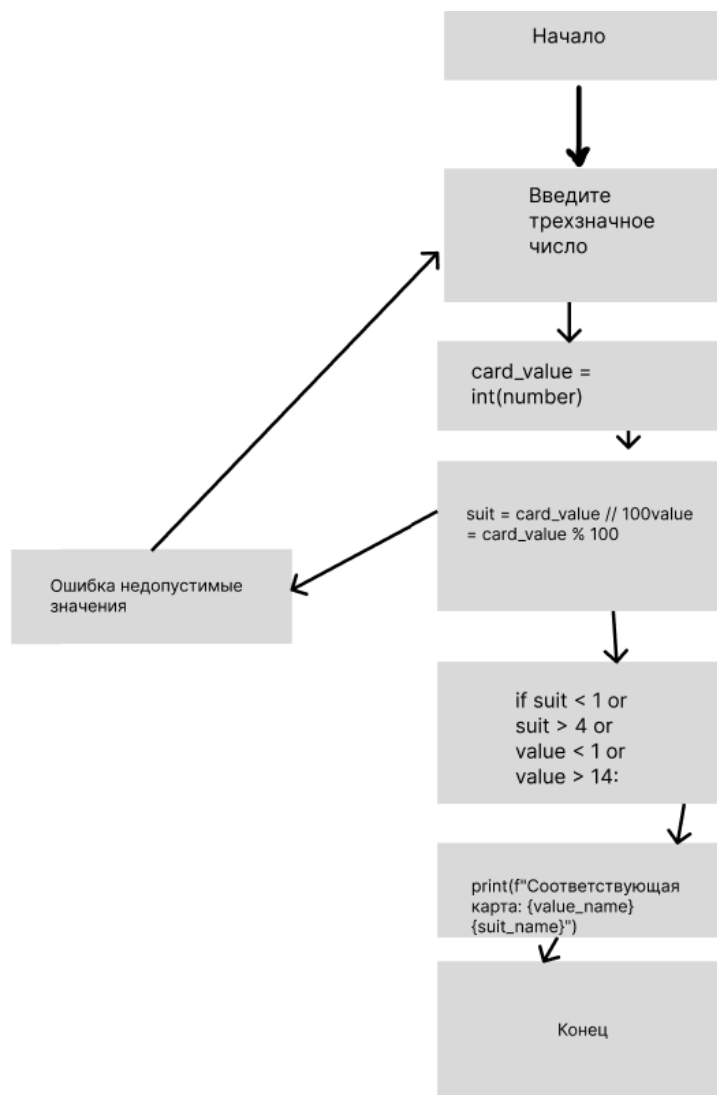 Начало
Введите
трехзначное
число
card_value =
int(number)
suit = card_value // 100value
= card_value % 100
Ошибка недопустимые
значения
if suit < 1 or
suit > 4 or
value < 1 or
value > 14:
print(f"Соответствующая
карта: {value_name}
{suit_name}")
Конец